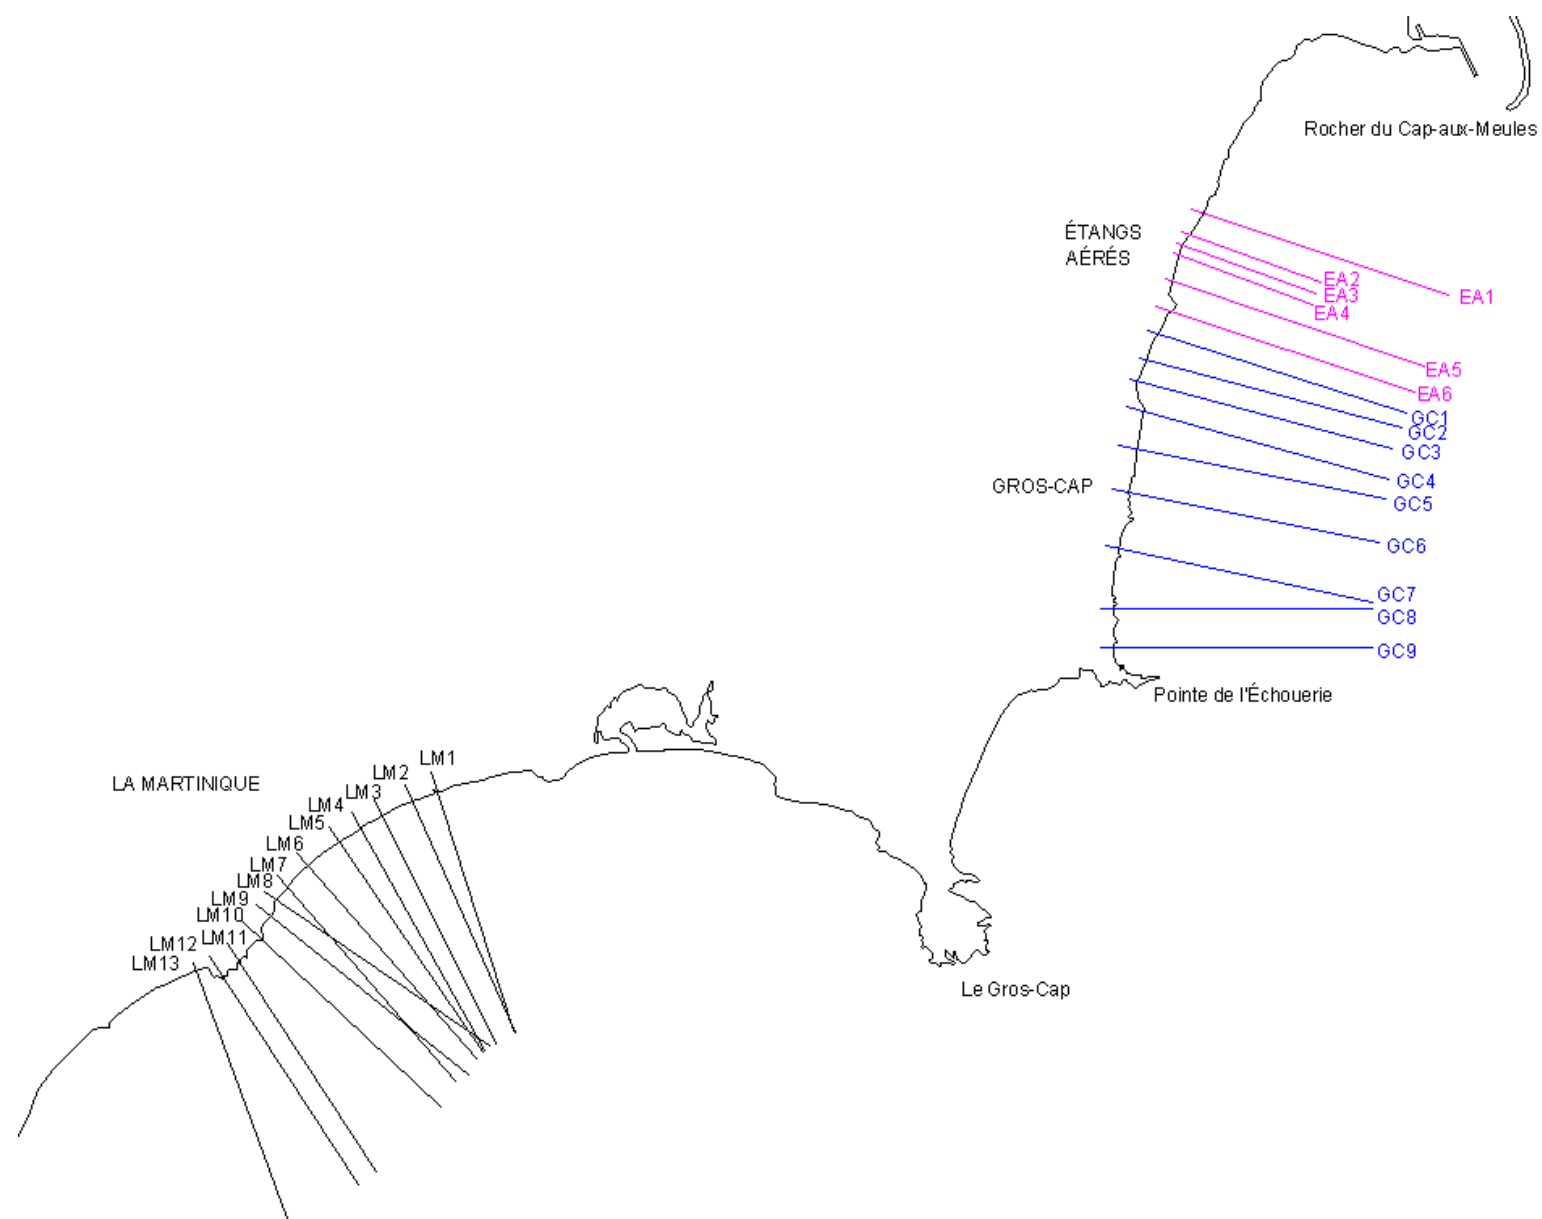 Rocher du Cap-aux-Meules
ÉTANGS
AÉRÉS
EA2
EA3
EA1
EA4
EA5
EA6
GC1
GC2
GC3
GC4
GROS-CAP
GC5
GC6
GC7
GC8
GC9
Pointe de l'Échouerie
LA MARTINIQUE
LM1
LM2
LM3
LM4
LM5
LM6
LM7
LM8
LM9
LM10
LM11
LM12
LM13
Le Gros-Cap